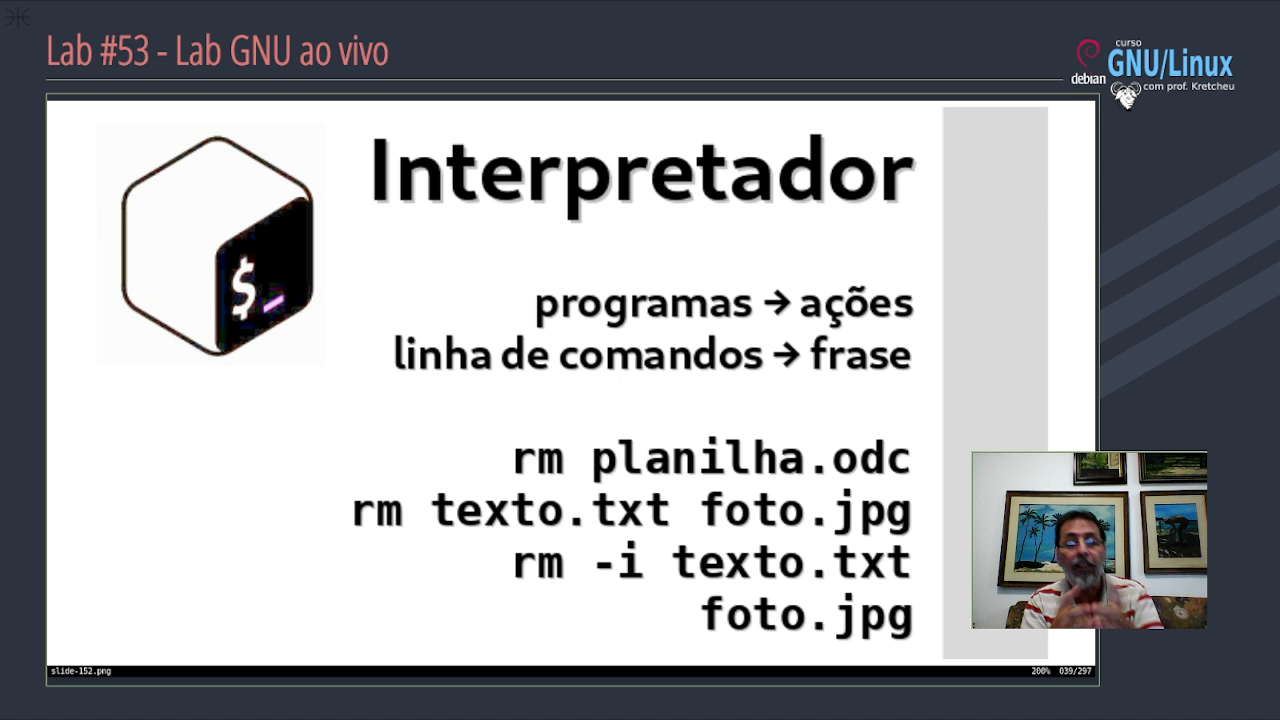 Lab #53 - Lab GNU ao vivo
curso
GNU/Linux
debian
com prof. Kretcheu
Interpretador
$_
programas → ações
linha de comandos → frase
rm planilha.odc
rm texto.txt foto.jpg
rm -i texto.txt
foto.jpg
slide-152.png
200% 039/297